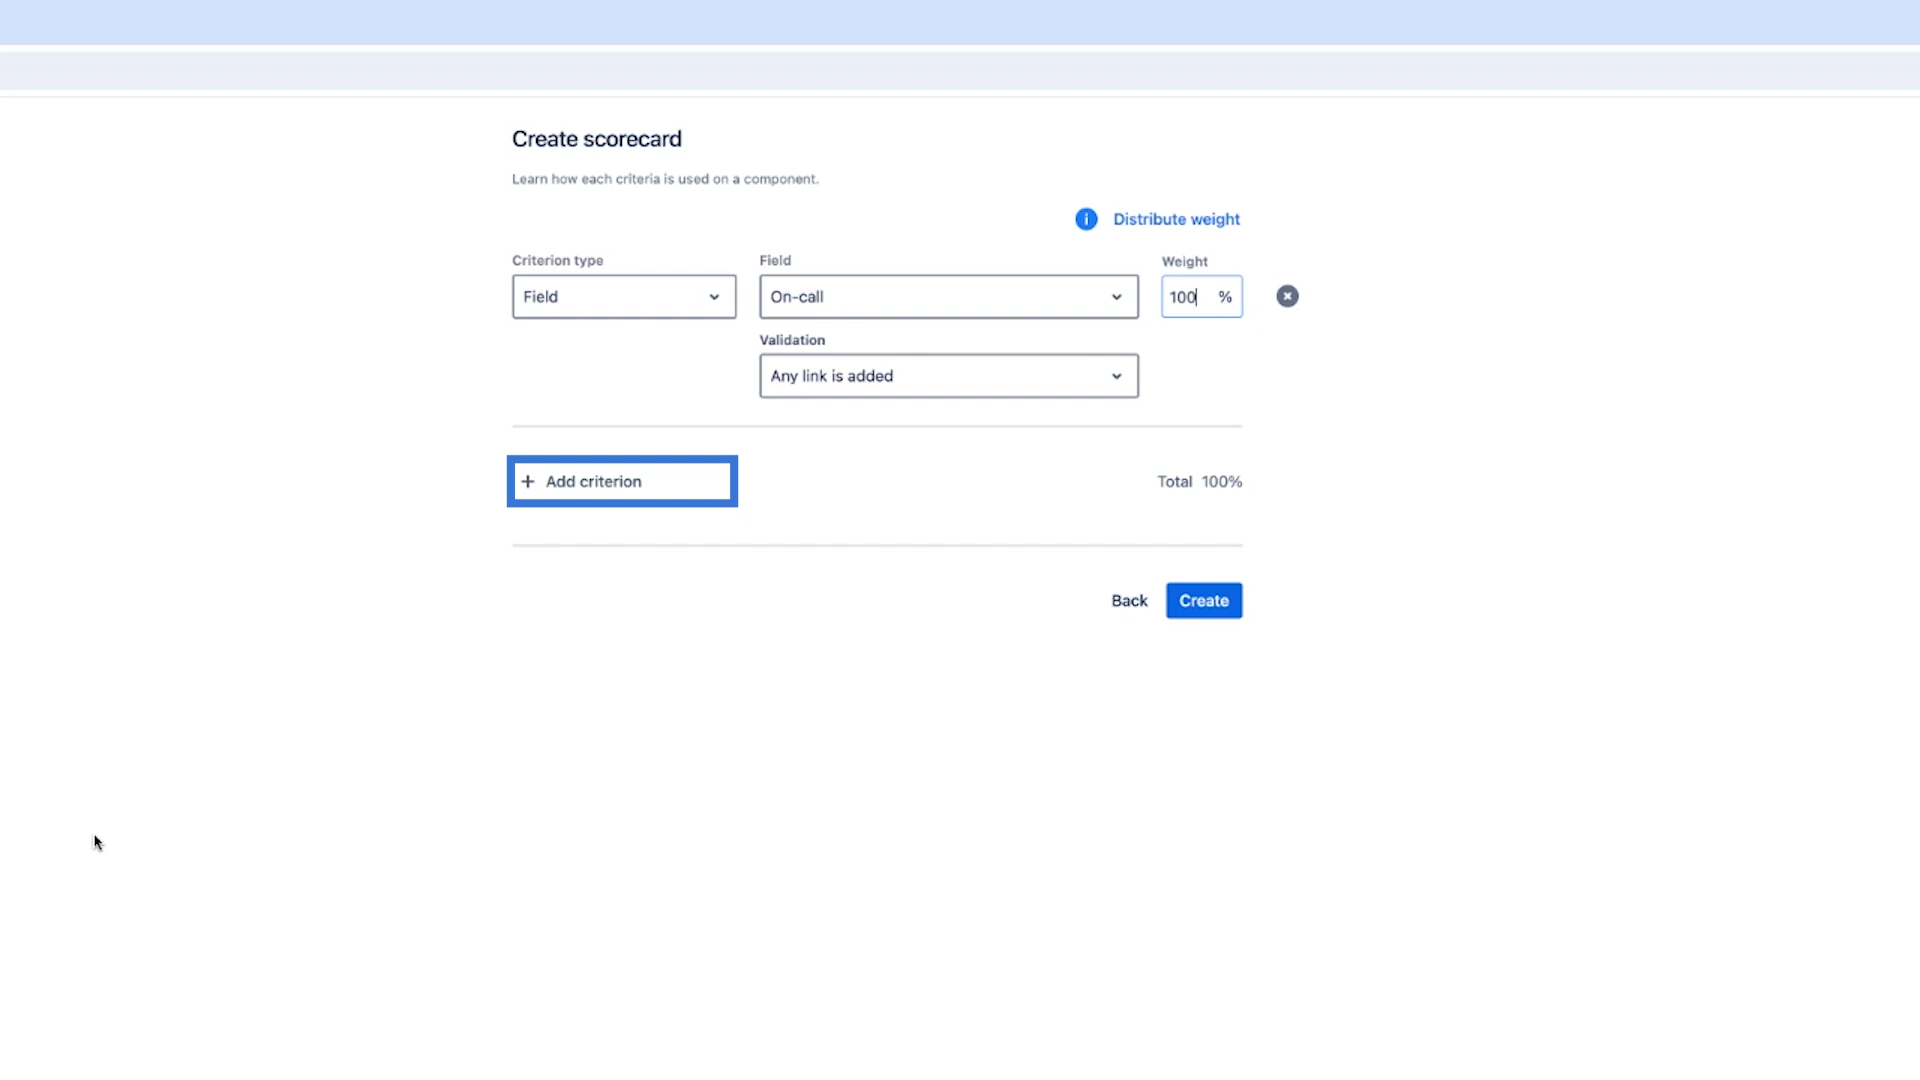 Create scorecard
Learn how each criteria is used on a component.
i Distribute weight
Criterion type Field Weight
Field On-call 100 %
Validation
Any link is added
+ Add criterion Total 100%
Back Create